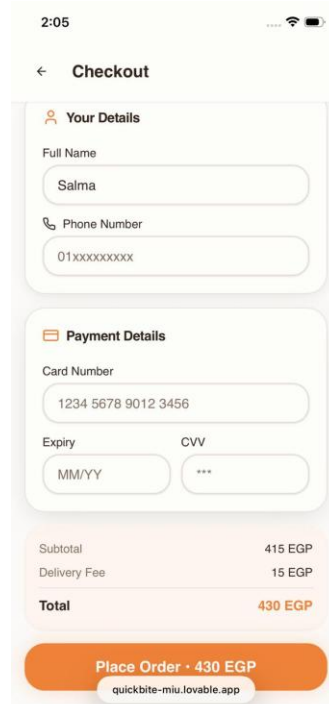 2:05
Checkout
Your Details
Full Name
Salma
Phone Number
01xxxxxxxxx
Payment Details
Card Number
1234 5678 9012 3456
Expiry CVV
MM/YY ***
Subtotal 415 EGP
Delivery Fee 15 EGP
Total 430 EGP
Place Order • 430 EGP
quickbite-miu.lovable.app